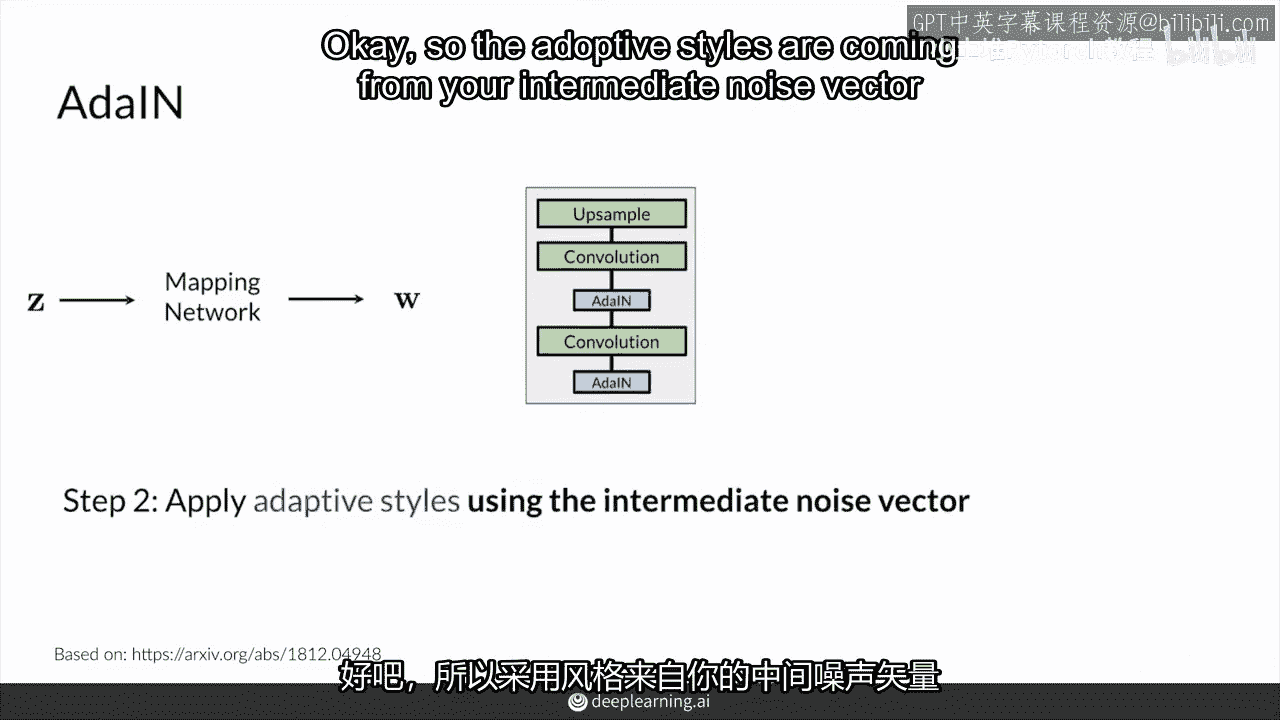 GPT中英字幕课程资源@bilibili.com
Okay, so the adoptive styles are coming
from your intermediate noise vector
AdaIN
Upsample
Convolution
AdaIN
Convolution
AdaIN
z
Mapping
Network
w
Step 2: Apply adaptive styles using the intermediate noise vector
Based on: https://arxiv.org/abs/1812.04948
好吧，所以采用风格来自你的中间噪声矢量
deeplearning.ai